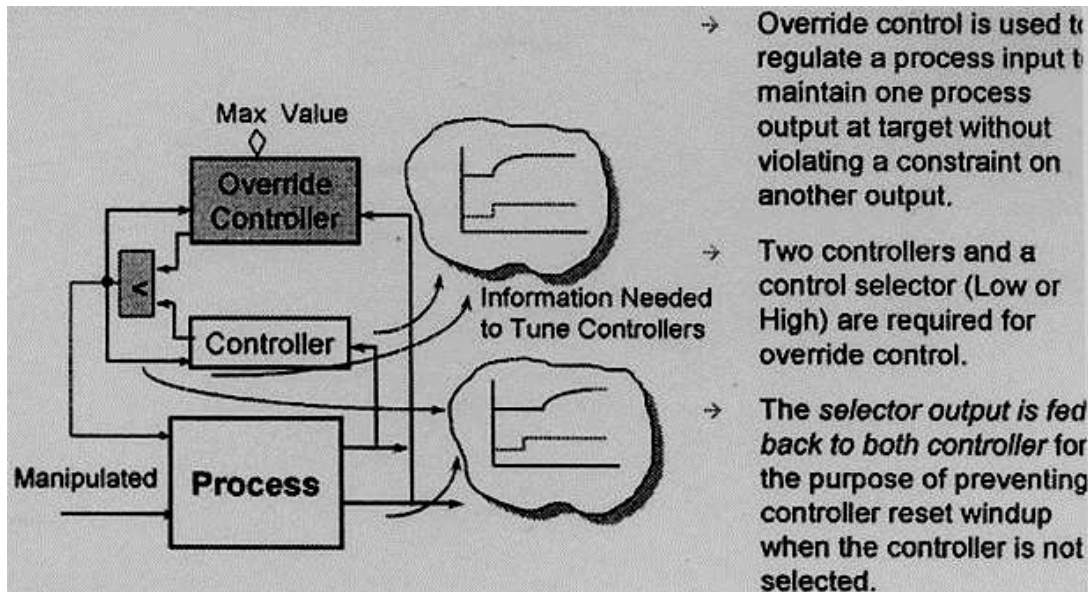 Max Value
Override
Controller
<
Controller
Information Needed
to Tune Controllers
Manipulated
Process
→ Override control is used to
regulate a process input t
maintain one process
output at target without
violating a constraint on
another output.
→ Two controllers and a
control selector (Low or
High) are required for
override control.
→ The selector output is fed
back to both controller for
the purpose of preventing
controller reset windup
when the controller is not
selected.